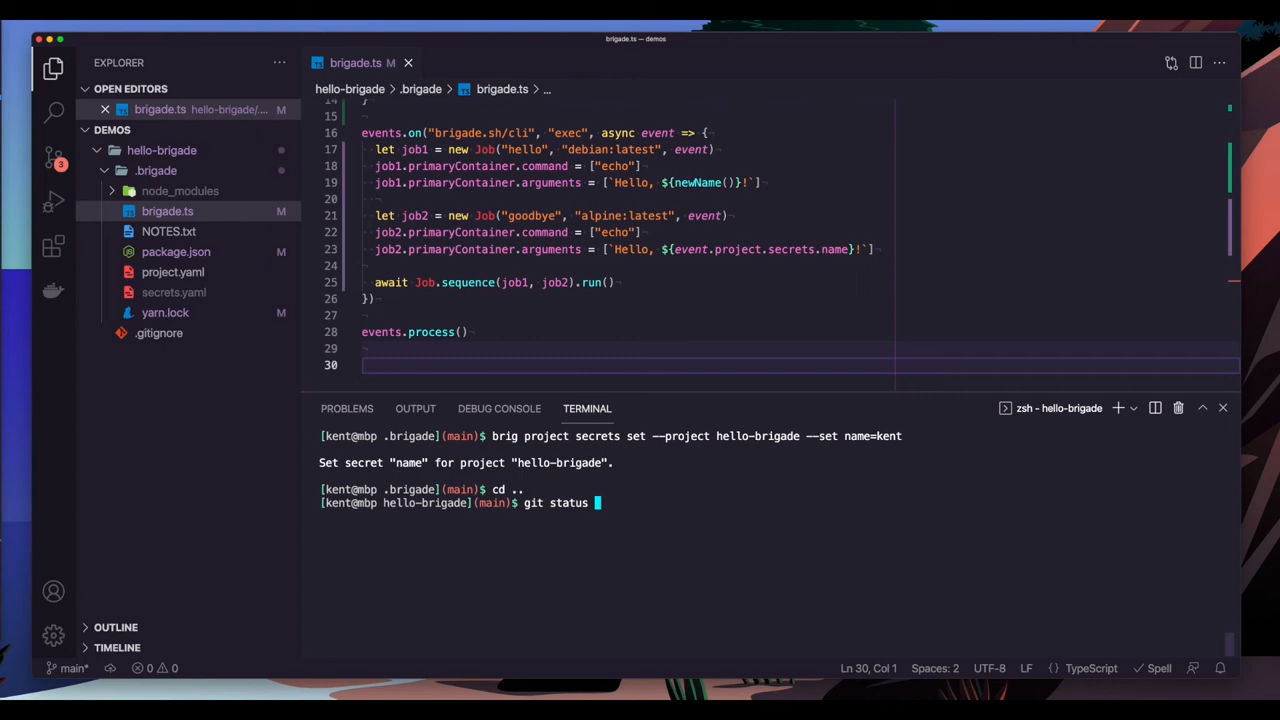 brigade.ts — demos
EXPLORER
OPEN EDITORS
brigade.ts hello-brigade/.... M
DEMOS
hello-brigade
.brigade
node_modules
brigade.ts M
NOTES.txt
package.json M
project.yaml
secrets.yaml
yarn.lock M
.gitignore
OUTLINE
TIMELINE
3
brigade.ts M
hello-brigade > .brigade > brigade.ts > ...
14 }
15
16 events.on("brigade.sh/cli", "exec", async event => {
17 let job1 = new Job("hello", "debian:latest", event)
18 job1.primaryContainer.command = ["echo"]
19 job1.primaryContainer.arguments = [`Hello, ${newName()}!`]
20
21 let job2 = new Job("goodbye", "alpine:latest", event)
22 job2.primaryContainer.command = ["echo"]
23 job2.primaryContainer.arguments = [`Hello, ${event.project.secrets.name}!`]
24
25 await Job.sequence(job1, job2).run()
26 })
27
28 events.process()
29
30
PROBLEMS OUTPUT DEBUG CONSOLE TERMINAL zsh - hello-brigade
[kent@mbp .brigade](main)$ brig project secrets set --project hello-brigade --set name=kent
Set secret "name" for project "hello-brigade".
[kent@mbp .brigade](main)$ cd ..
[kent@mbp hello-brigade](main)$ git status
main* 0 0 Ln 30, Col 1 Spaces: 2 UTF-8 LF {} TypeScript Spell